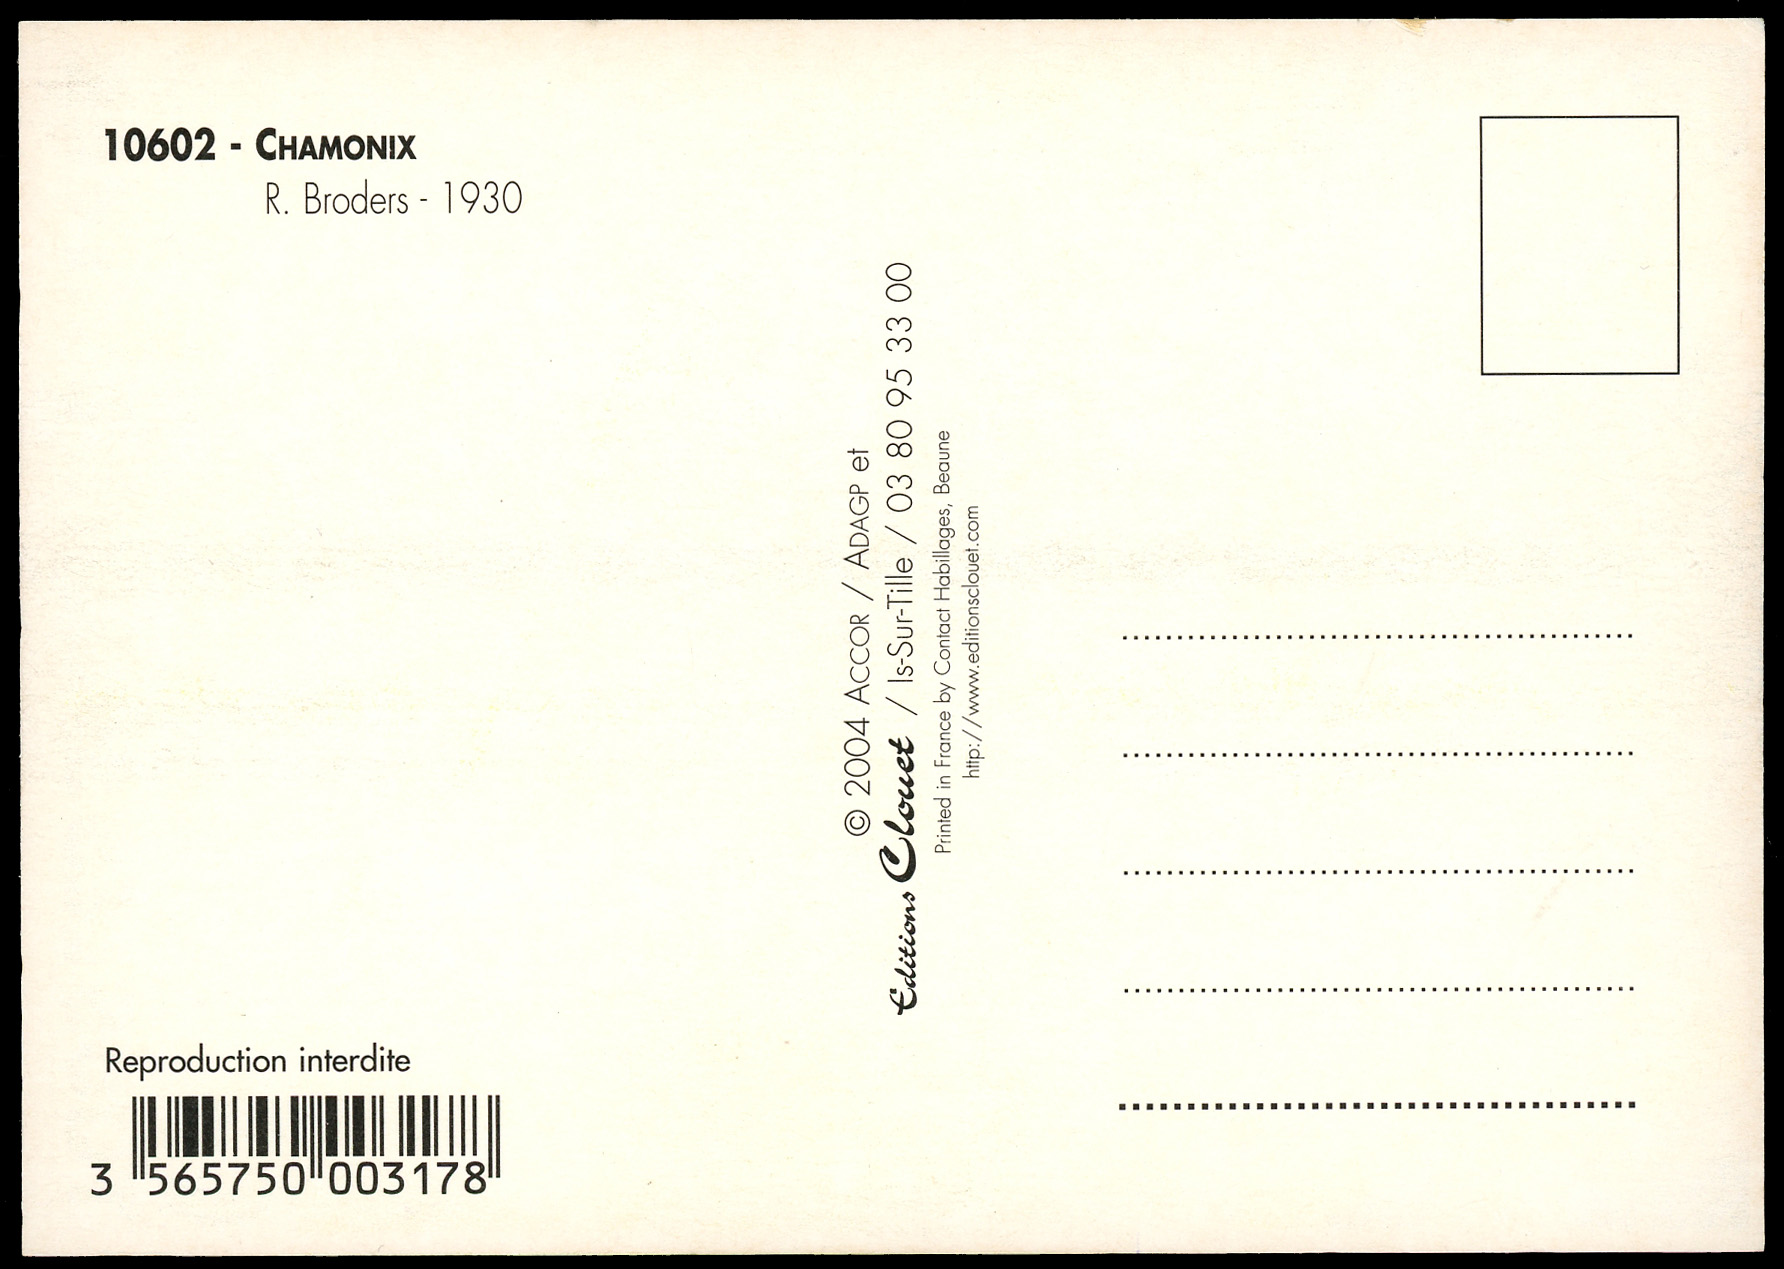 10602 - CHAMONIX
R. Broders - 1930
© 2004 ACCOR / ADAGP et
Editions Clouet / Is-Sur-Tille / 03 80 95 33 00
Printed in France by Contact Habillages, Beaune
http://www.editionsclouet.com
Reproduction interdite
3 565750 003178